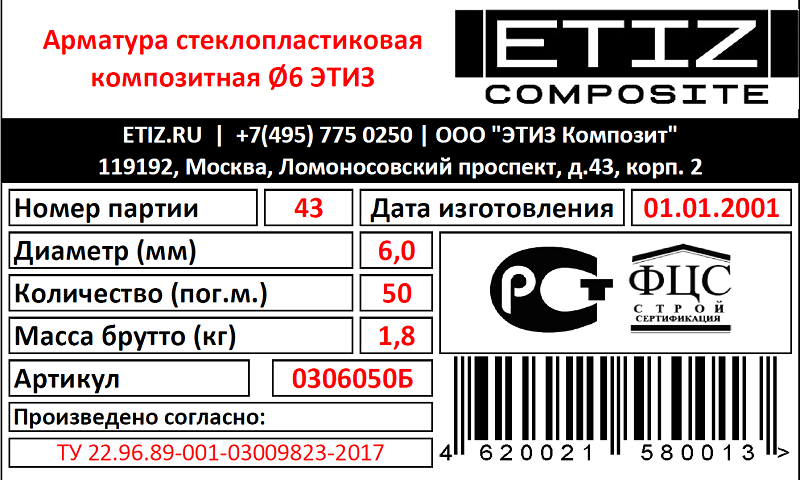 Арматура стеклопластиковая
композитная Ø6 ЭТИЗ
ETIZ
COMPOSITE
ETIZ.RU | +7(495) 775 0250 | ООО "ЭТИЗ Композит"
119192, Москва, Ломоносовский проспект, д.43, корп. 2
Номер партии 43 Дата изготовления 01.01.2001
Диаметр (мм) 6,0
Количество (пог.м.) 50
Масса брутто (кг) 1,8
Артикул 0306050Б
Произведено согласно:
ТУ 22.96.89-001-03009823-2017
РСТ
ФЦС
СТРОЙ
СЕРТИФИКАЦИЯ
4 620021 580013 >